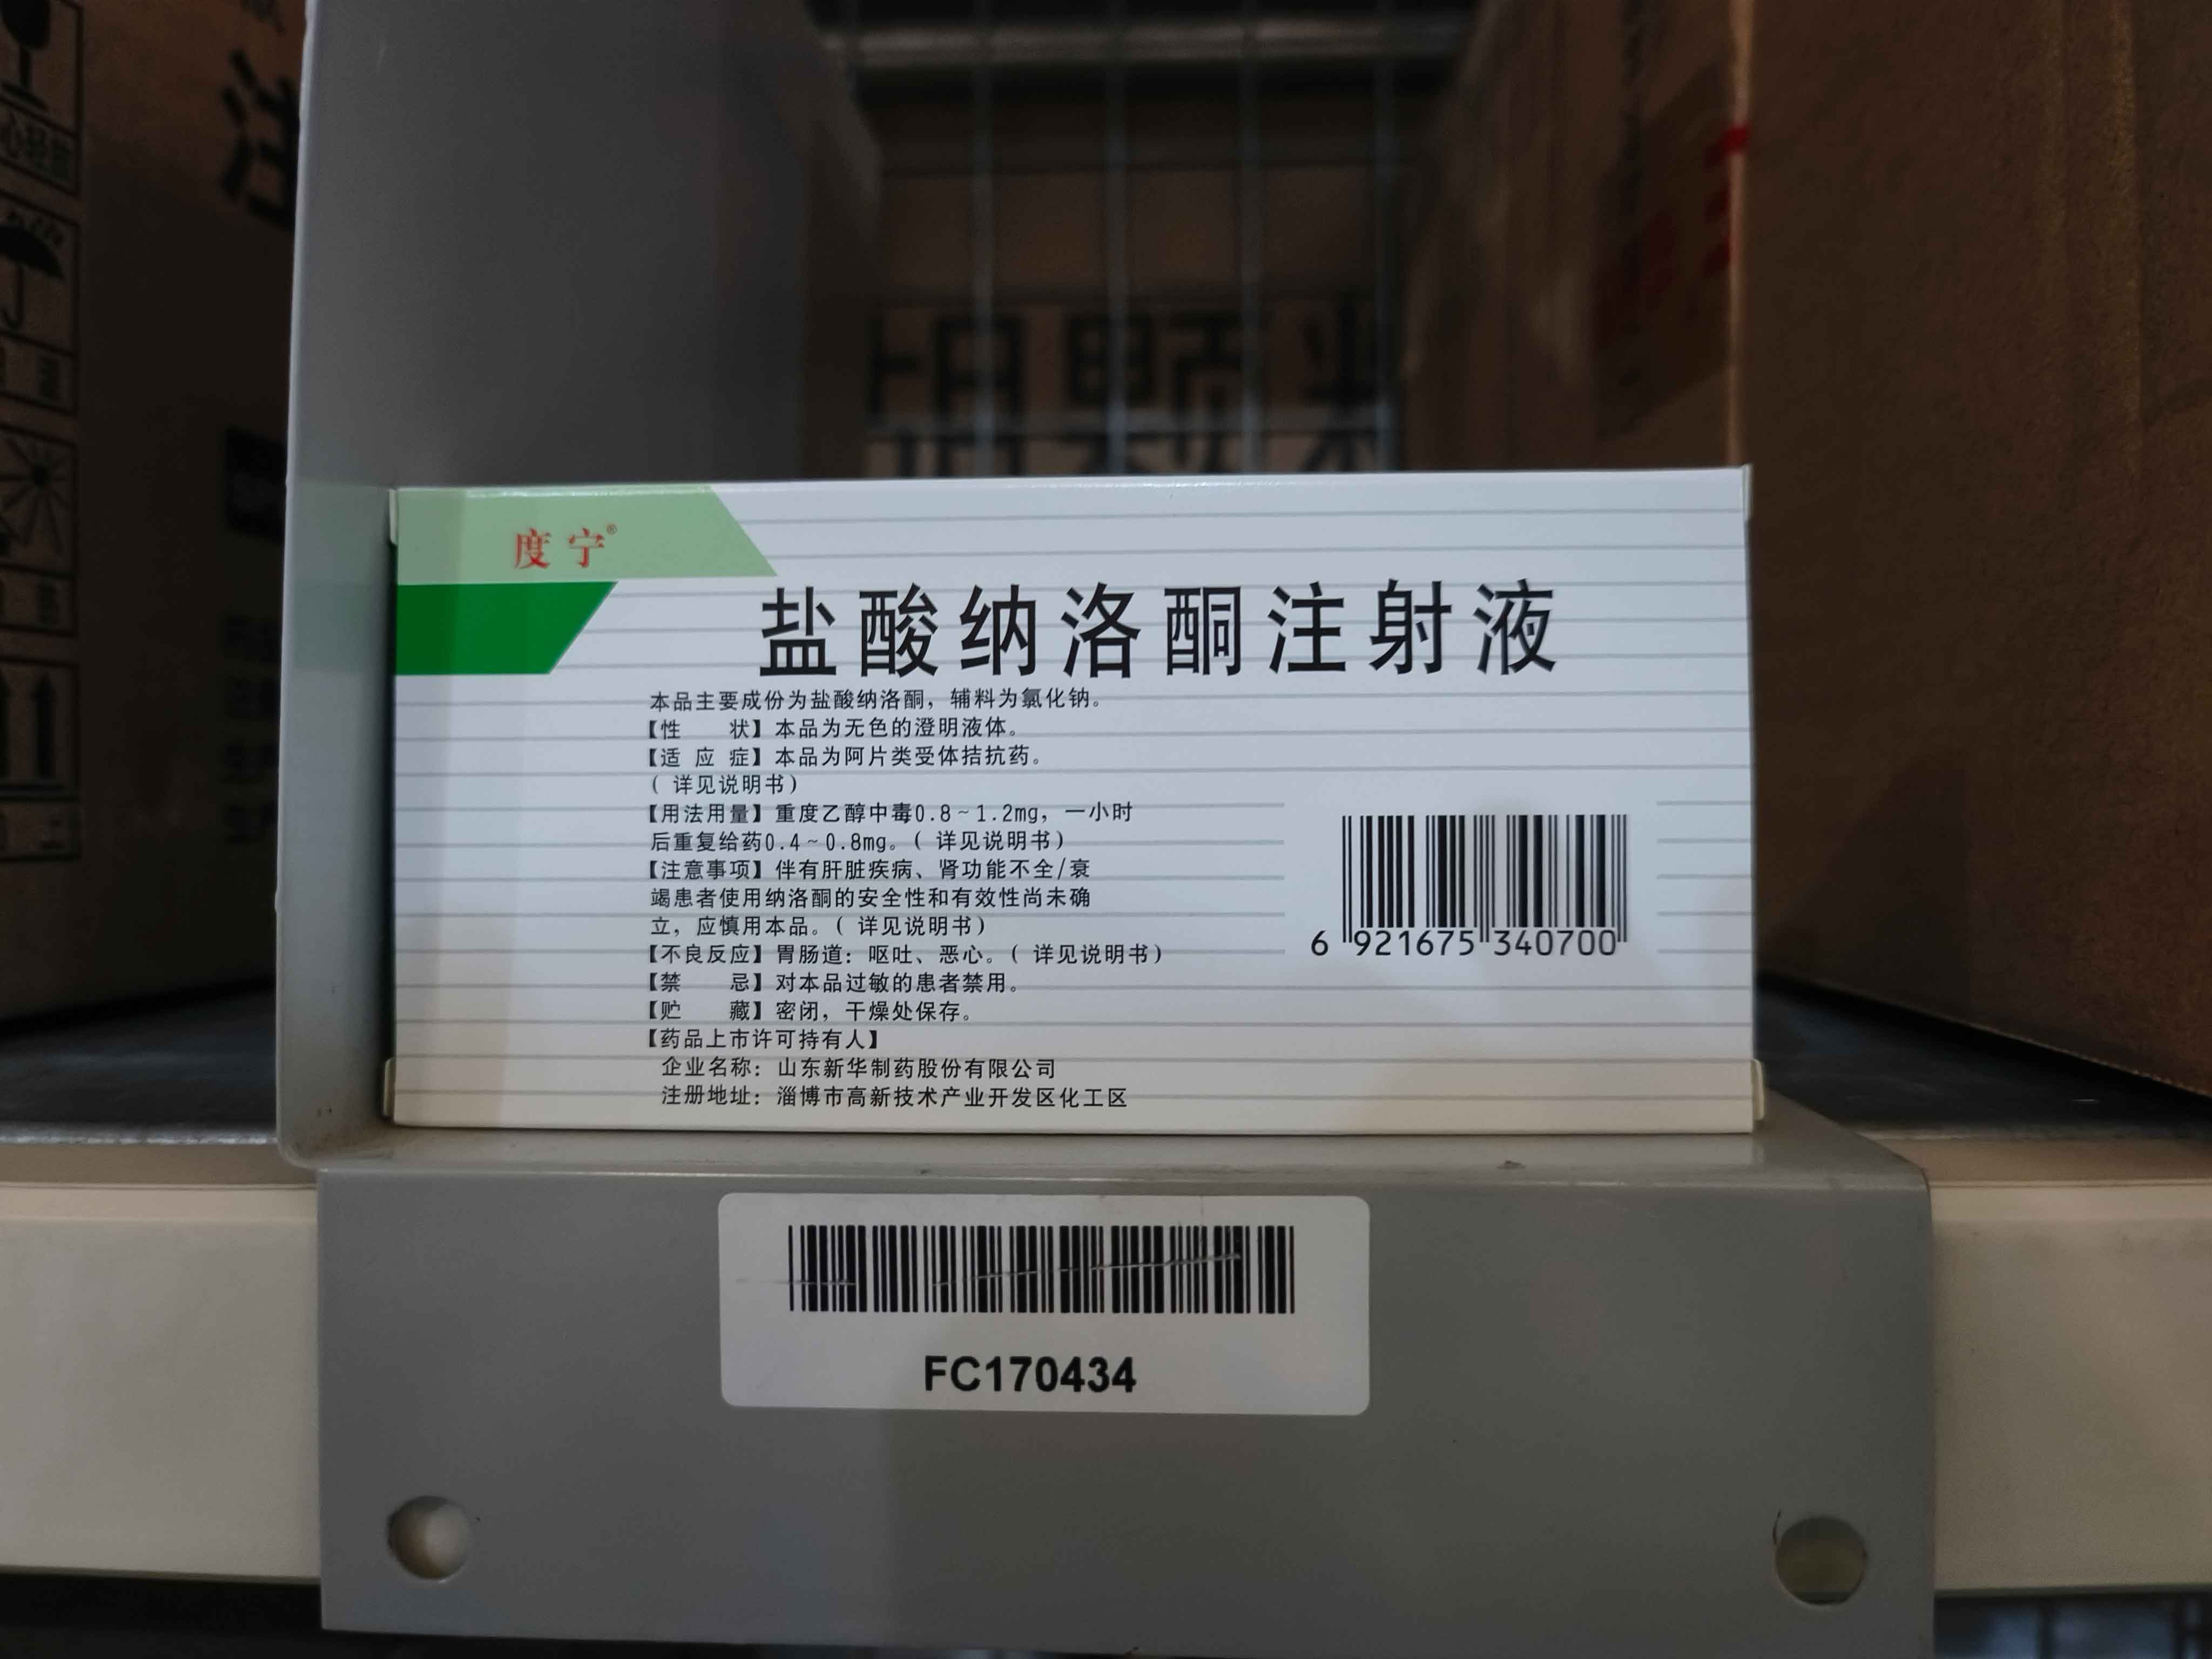 度宁®
盐酸纳洛酮注射液
本品主要成份为盐酸纳洛酮，辅料为氯化钠。
【性 状】本品为无色的澄明液体。
【适 应 症】本品为阿片类受体拮抗药。
（详见说明书）
【用法用量】重度乙醇中毒0.8~1.2mg，一小时
后重复给药0.4~0.8mg。（详见说明书）
【注意事项】伴有肝脏疾病、肾功能不全/衰
竭患者使用纳洛酮的安全性和有效性尚未确
立，应慎用本品。（详见说明书）
【不良反应】胃肠道：呕吐、恶心。（详见说明书）
【禁 忌】对本品过敏的患者禁用。
【贮 藏】密闭，干燥处保存。
【药品上市许可持有人】
企业名称：山东新华制药股份有限公司
注册地址：淄博市高新技术产业开发区化工区
6 921675 340700
FC170434
注